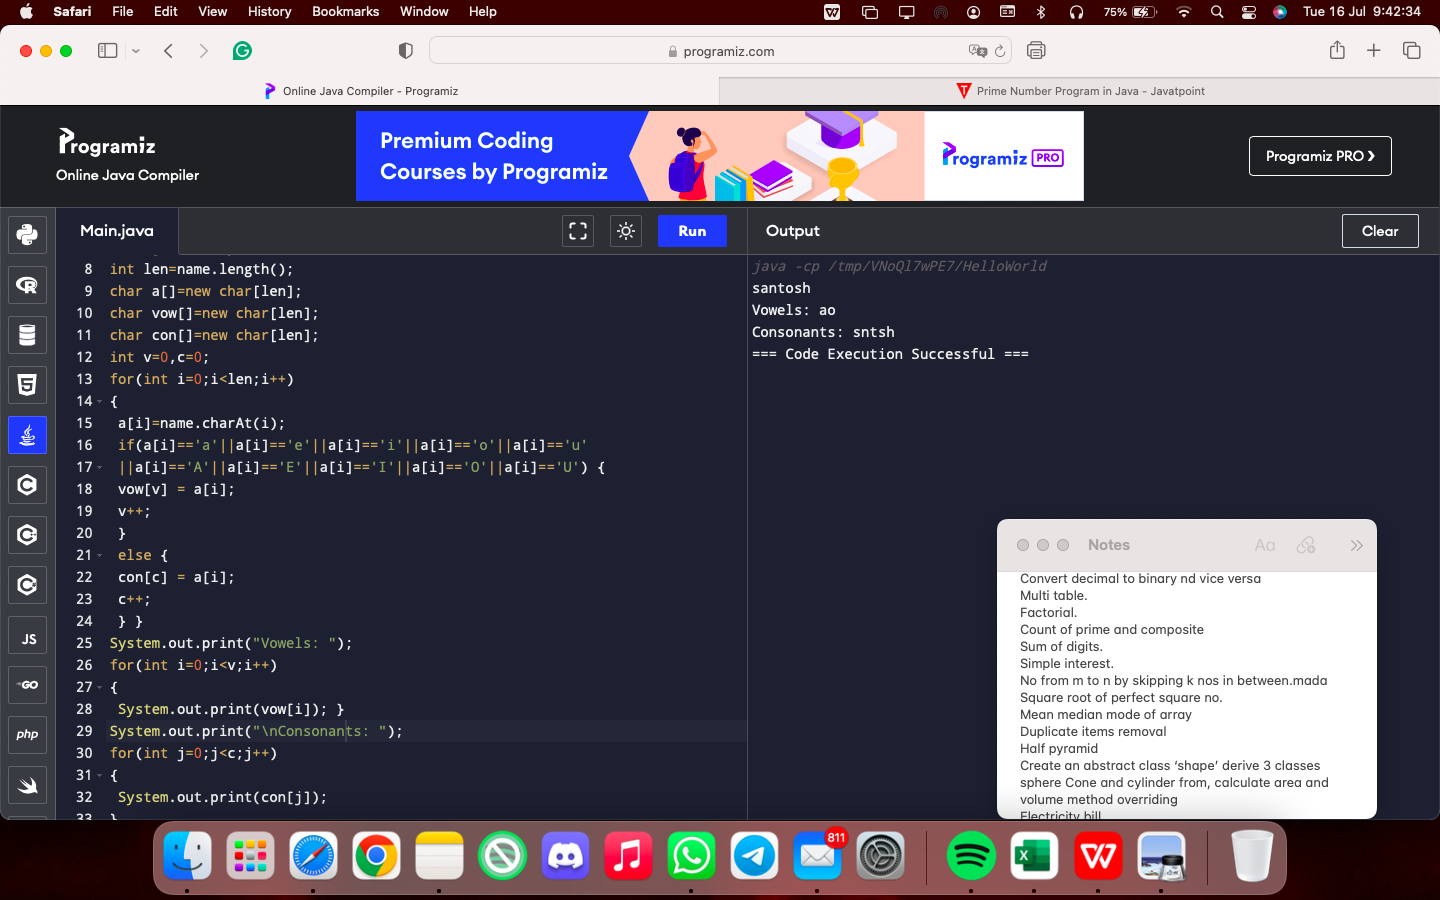 Safari File Edit View History Bookmarks Window Help 75% Tue 16 Jul 9:42:34
programiz.com
Online Java Compiler - Programiz
Prime Number Program in Java - Javatpoint
Programiz
Online Java Compiler
Premium Coding
Courses by Programiz
Programiz PRO
Programiz PRO ❯
Main.java
Run
Output
Clear
8 int len=name.length();
9 char a[]=new char[len];
10 char vow[]=new char[len];
11 char con[]=new char[len];
12 int v=0,c=0;
13 for(int i=0;i<len;i++)
14 {
15 a[i]=name.charAt(i);
16 if(a[i]=='a'||a[i]=='e'||a[i]=='i'||a[i]=='o'||a[i]=='u'
17 ||a[i]=='A'||a[i]=='E'||a[i]=='I'||a[i]=='O'||a[i]=='U') {
18 vow[v] = a[i];
19 v++;
20 }
21 else {
22 con[c] = a[i];
23 c++;
24 } }
25 System.out.print("Vowels: ");
26 for(int i=0;i<v;i++)
27 {
28 System.out.print(vow[i]); }
29 System.out.print("\nConsonants: ");
30 for(int j=0;j<c;j++)
31 {
32 System.out.print(con[j]);
33 }
JS
GO
php
java -cp /tmp/VNoQl7wPE7/HelloWorld
santosh
Vowels: ao
Consonants: sntsh
=== Code Execution Successful ===
Notes
Aa
Convert decimal to binary nd vice versa
Multi table.
Factorial.
Count of prime and composite
Sum of digits.
Simple interest.
No from m to n by skipping k nos in between.mada
Square root of perfect square no.
Mean median mode of array
Duplicate items removal
Half pyramid
Create an abstract class ‘shape’ derive 3 classes
sphere Cone and cylinder from, calculate area and
volume method overriding
Electricity bill
811